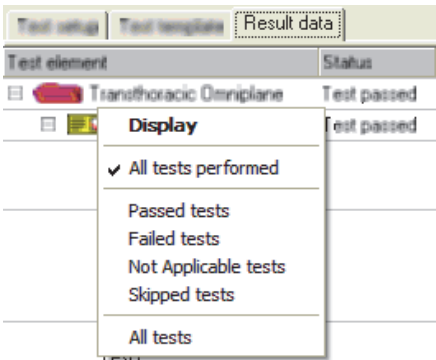 Test setup Test template Result data
Test element Status
Transthoracic Omniplane Test passed
Test passed
Display
All tests performed
Passed tests
Failed tests
Not Applicable tests
Skipped tests
All tests